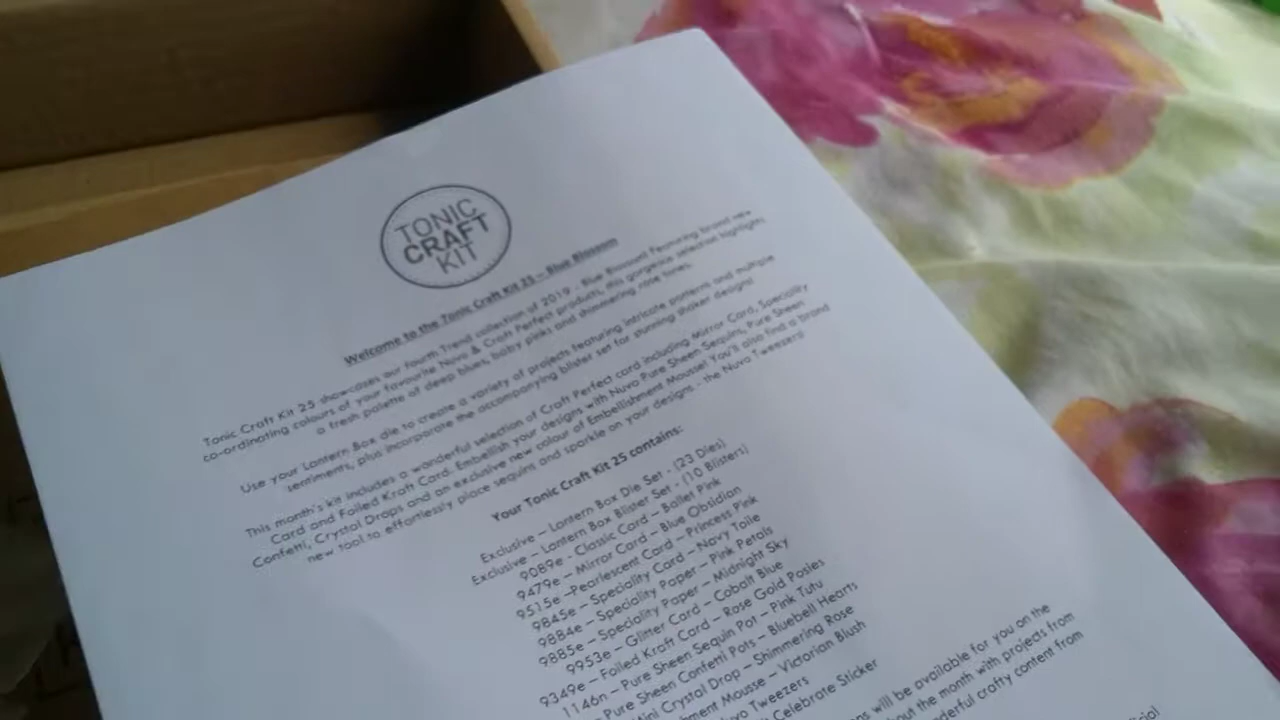 TONIC
CRAFT
KIT
Welcome to the Tonic Craft Kit 25 – Blue Blossom
Tonic Craft Kit 25 showcases our fourth Trend collection of 2019 - Blue Blossom! Featuring brand new
co-ordinating colours of your favourite Nuvo & Craft Perfect products, this gorgeous selection highlights
a fresh palette of deep blues, baby pinks and shimmering rose tones.
Use your Lantern Box die to create a variety of projects featuring intricate patterns and multiple
sentiments, plus incorporate the accompanying blister set for stunning shaker designs!
This month's kit includes a wonderful selection of Craft Perfect card including Mirror Card, Speciality
Card and Foiled Kraft Card. Embellish your designs with Nuvo Pure Sheen Sequins, Pure Sheen
Confetti, Crystal Drops and an exclusive new colour of Embellishment Mousse! You'll also find a brand
new tool to effortlessly place sequins and sparkle on your designs - the Nuvo Tweezers!
Your Tonic Craft Kit 25 contains:
Exclusive – Lantern Box Die Set - (23 Dies)
Exclusive – Lantern Box Blister Set - (10 Blisters)
9089e - Classic Card – Ballet Pink
9479e – Mirror Card – Blue Obsidian
9515e –Pearlescent Card – Princess Pink
9845e – Speciality Card – Navy Toile
9884e – Speciality Paper – Pink Petals
9885e – Speciality Paper – Midnight Sky
9953e – Glitter Card – Cobalt Blue
9349e – Foiled Kraft Card – Rose Gold Posies
1146n – Pure Sheen Sequin Pot – Pink Tutu
Pure Sheen Confetti Pots – Bluebell Hearts
Mini Crystal Drop – Shimmering Rose
Mousse – Victorian Blush
Tweezers
Celebrate Sticker
will be available for you on the
the month with projects from
crafty content from